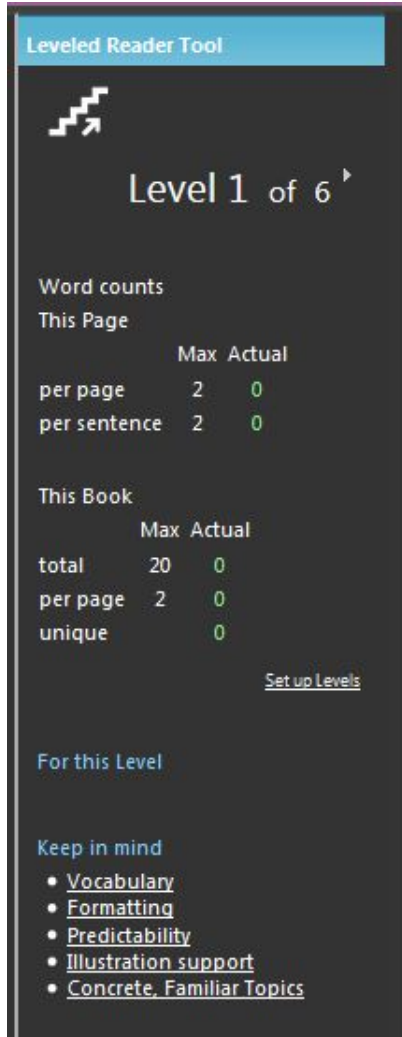 Leveled Reader Tool
Level 1 of 6
Word counts
This Page
Max Actual
per page 2 0
per sentence 2 0
This Book
Max Actual
total 20 0
per page 2 0
unique 0
Set up Levels
For this Level
Keep in mind
• Vocabulary
• Formatting
• Predictability
• Illustration support
• Concrete, Familiar Topics